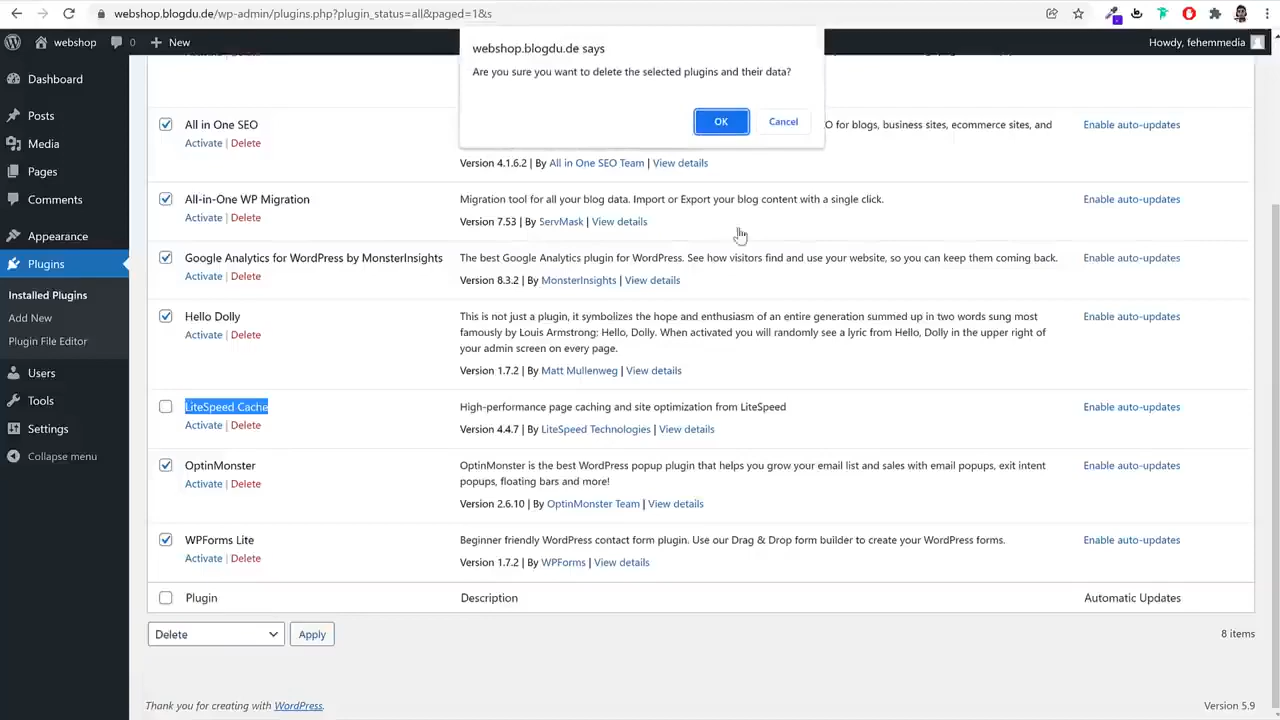 webshop.blogdu.de/wp-admin/plugins.php?plugin_status=all&paged=1&s
webshop
0
New
Howdy, fehemmedia
webshop.blogdu.de says
Are you sure you want to delete the selected plugins and their data?
OK
Cancel
Dashboard
Posts
Media
Pages
Comments
Appearance
Plugins
Installed Plugins
Add New
Plugin File Editor
Users
Tools
Settings
Collapse menu
All in One SEO
Activate | Delete
O for blogs, business sites, ecommerce sites, and
Version 4.1.6.2 | By All in One SEO Team | View details
Enable auto-updates
All-in-One WP Migration
Activate | Delete
Migration tool for all your blog data. Import or Export your blog content with a single click.
Version 7.53 | By ServMask | View details
Enable auto-updates
Google Analytics for WordPress by MonsterInsights
Activate | Delete
The best Google Analytics plugin for WordPress. See how visitors find and use your website, so you can keep them coming back.
Version 8.3.2 | By MonsterInsights | View details
Enable auto-updates
Hello Dolly
Activate | Delete
This is not just a plugin, it symbolizes the hope and enthusiasm of an entire generation summed up in two words sung most
famously by Louis Armstrong: Hello, Dolly. When activated you will randomly see a lyric from Hello, Dolly in the upper right of
your admin screen on every page.
Version 1.7.2 | By Matt Mullenweg | View details
Enable auto-updates
LiteSpeed Cache
Activate | Delete
High-performance page caching and site optimization from LiteSpeed
Version 4.4.7 | By LiteSpeed Technologies | View details
Enable auto-updates
OptinMonster
Activate | Delete
OptinMonster is the best WordPress popup plugin that helps you grow your email list and sales with email popups, exit intent
popups, floating bars and more!
Version 2.6.10 | By OptinMonster Team | View details
Enable auto-updates
WPForms Lite
Activate | Delete
Beginner friendly WordPress contact form plugin. Use our Drag & Drop form builder to create your WordPress forms.
Version 1.7.2 | By WPForms | View details
Enable auto-updates
Plugin
Description
Automatic Updates
Delete
Apply
8 items
Thank you for creating with WordPress.
Version 5.9